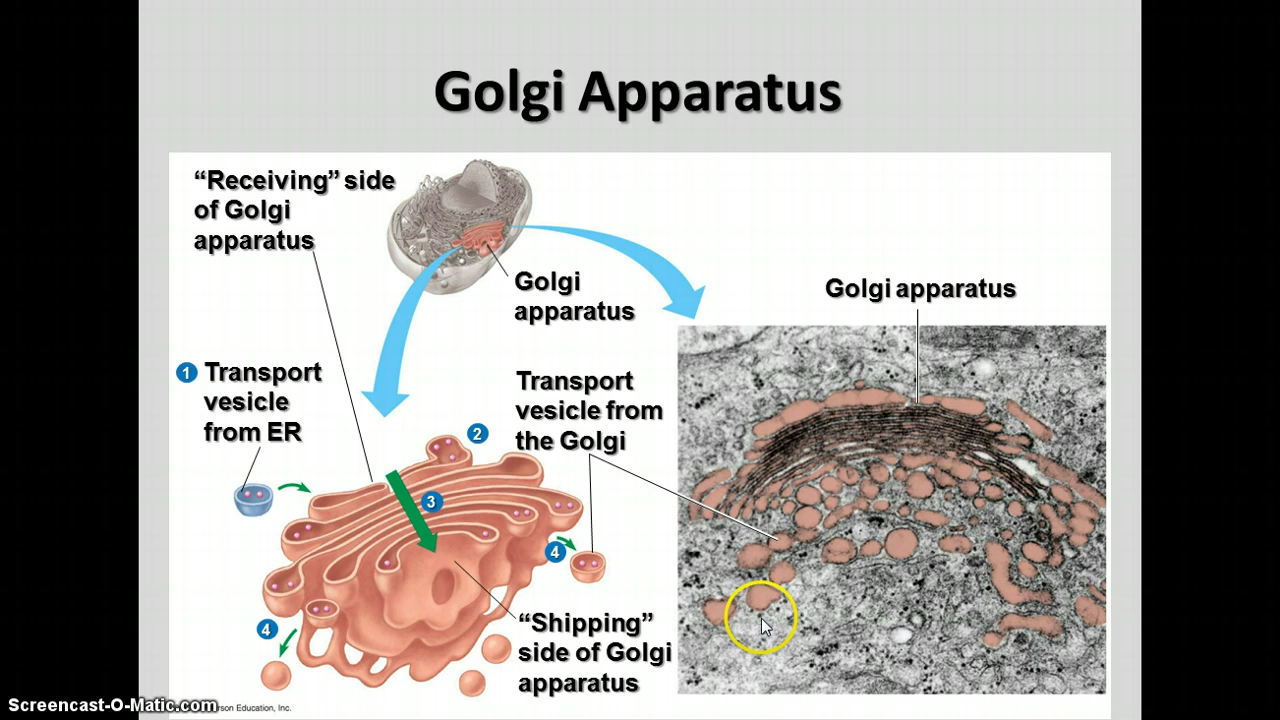 Golgi Apparatus
“Receiving” side
of Golgi
apparatus
Golgi
apparatus
Golgi apparatus
1 Transport
vesicle
from ER
Transport
vesicle from
the Golgi
2
3
4
4
“Shipping”
side of Golgi
apparatus
Screencast-O-Matic.com
Education, Inc.